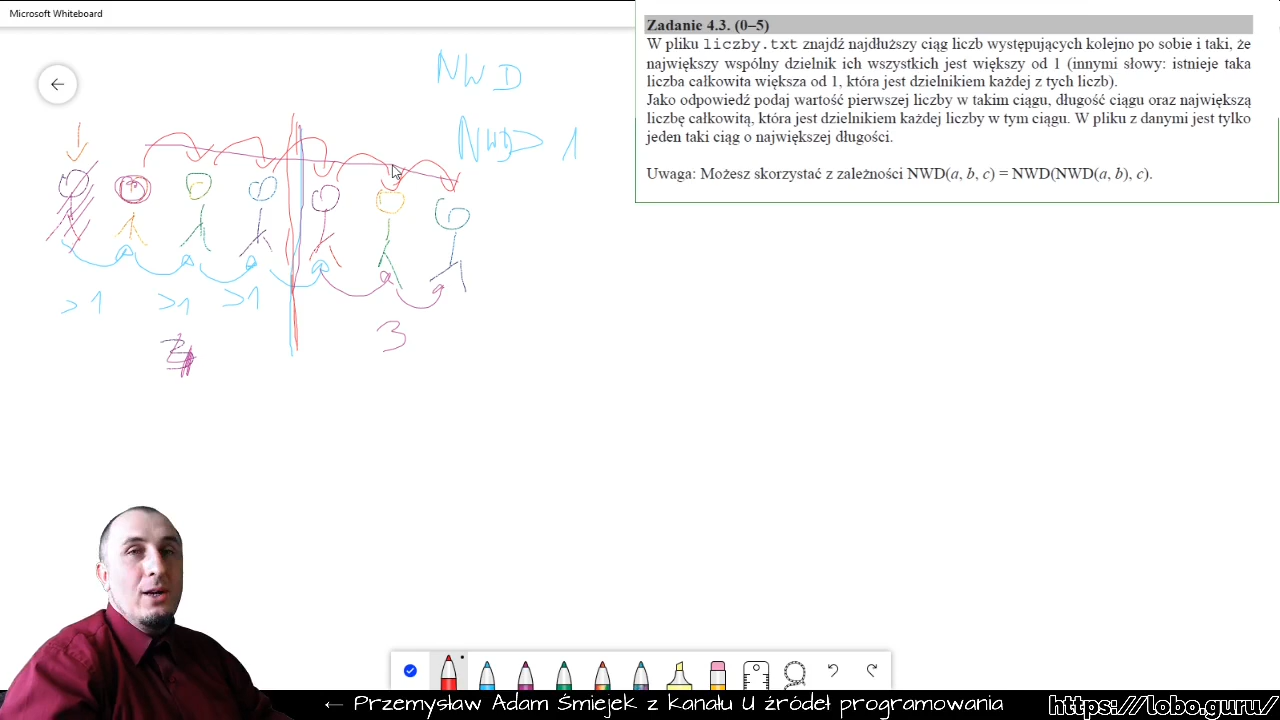 Microsoft Whiteboard
Zadanie 4.3. (0–5)
W pliku liczby.txt znajdź najdłuższy ciąg liczb występujących kolejno po sobie i taki, że
największy wspólny dzielnik ich wszystkich jest większy od 1 (innymi słowy: istnieje taka
liczba całkowita większa od 1, która jest dzielnikiem każdej z tych liczb).
Jako odpowiedź podaj wartość pierwszej liczby w takim ciągu, długość ciągu oraz największą
liczbę całkowitą, która jest dzielnikiem każdej liczby w tym ciągu. W pliku z danymi jest tylko
jeden taki ciąg o największej długości.
Uwaga: Możesz skorzystać z zależności NWD(a, b, c) = NWD(NWD(a, b), c).
NWD
NWD > 1
>1 >1 >1
3
← Przemysław Adam Śmiejek z kanału U źródeł programowania
https://lobo.guru/